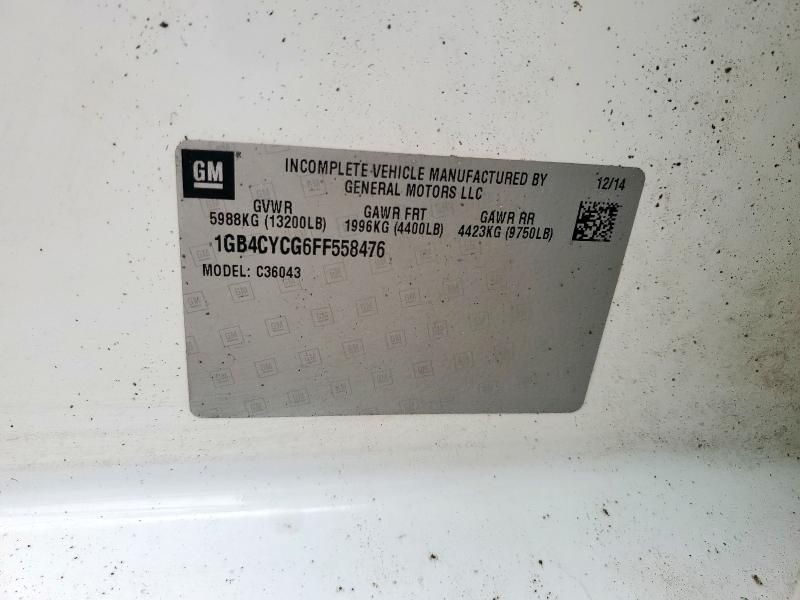 GM
INCOMPLETE VEHICLE MANUFACTURED BY
GENERAL MOTORS LLC
12/14
GVWR GAWR FRT GAWR RR
5988KG (13200LB) 1996KG (4400LB) 4423KG (9750LB)
1GB4CYCG6FF558476
MODEL: C36043